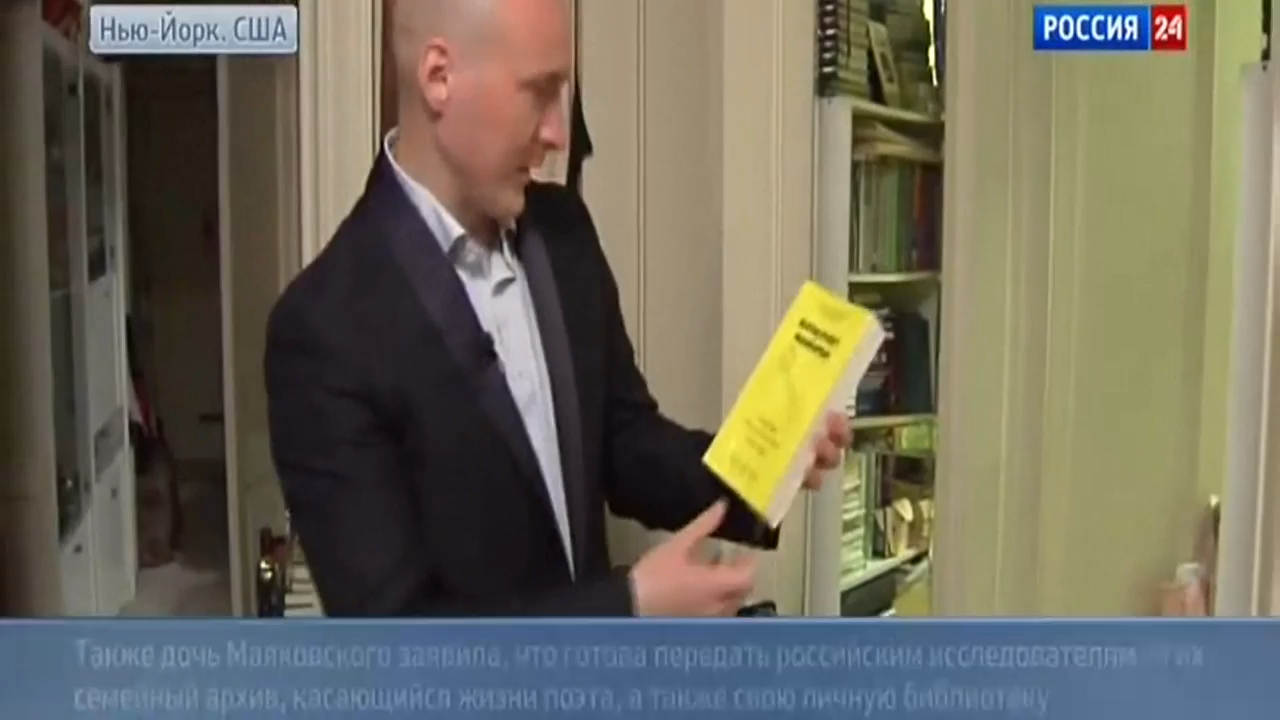 Нью-Йорк. США
РОССИЯ 24
Также дочь Маяковского заявила, что готова передать российским исследователям
семейный архив, касающийся жизни поэта, а также свою личную библиотеку